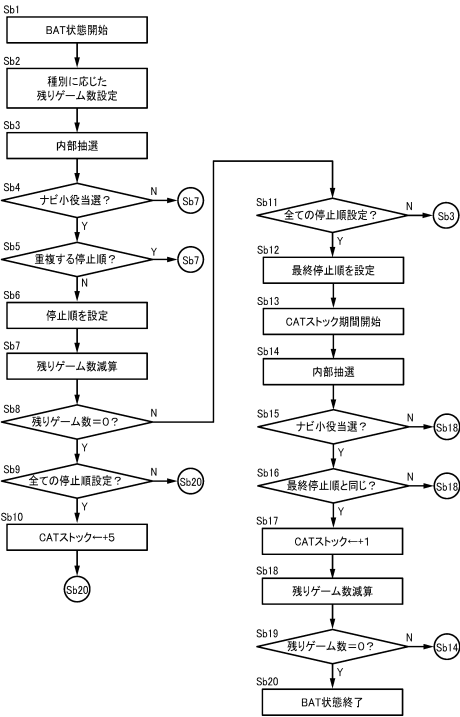 Sb1
BAT状態開始
Sb2
種別に応じた
残りゲーム数設定
Sb3
内部抽選
Sb4
ナビ小役当選？
N
Sb7
Y
Sb5
重複する停止順？
Y
Sb7
N
Sb6
停止順を設定
Sb7
残りゲーム数減算
Sb8
残りゲーム数＝0？
N
Y
Sb9
全ての停止順設定？
N
Sb20
Y
Sb10
CATストック←+5
Sb20
Sb11
全ての停止順設定？
N
Sb3
Y
Sb12
最終停止順を設定
Sb13
CATストック期間開始
Sb14
内部抽選
Sb15
ナビ小役当選？
N
Sb18
Y
Sb16
最終停止順と同じ？
N
Sb18
Y
Sb17
CATストック←+1
Sb18
残りゲーム数減算
Sb19
残りゲーム数＝0？
N
Sb14
Y
Sb20
BAT状態終了